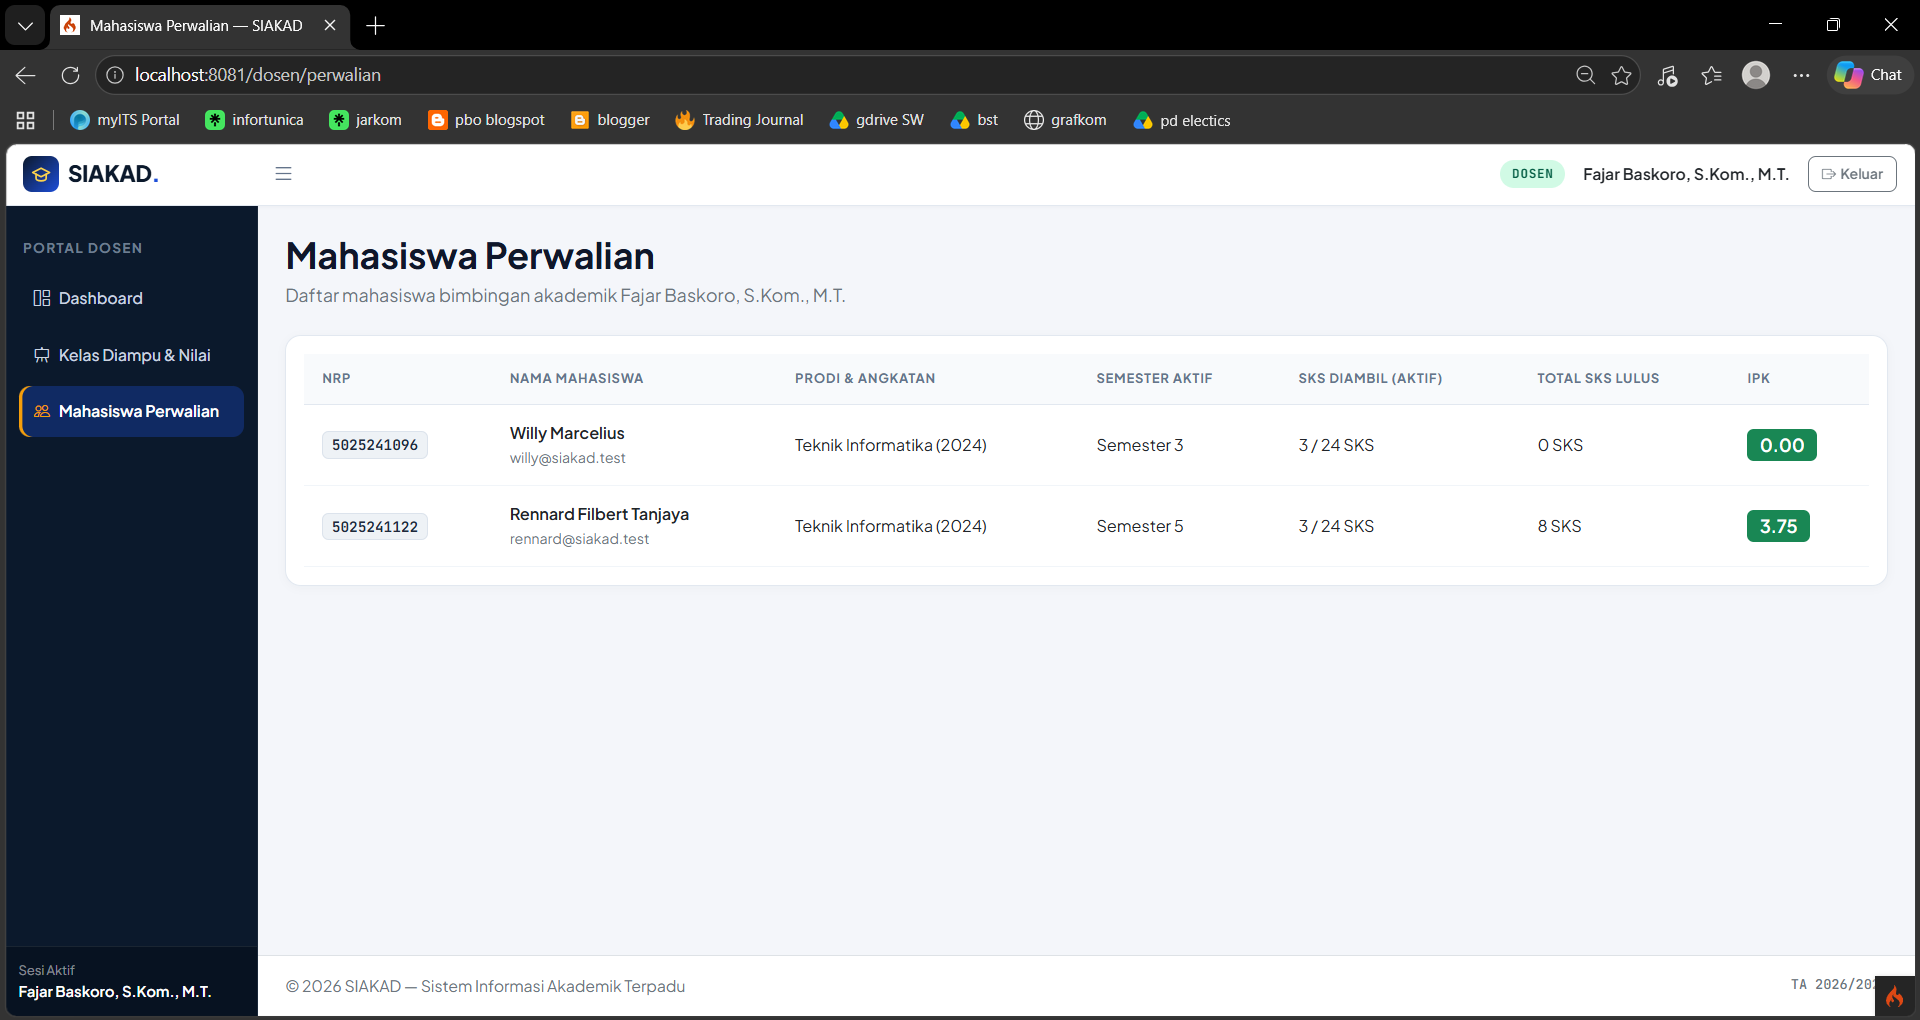 Mahasiswa Perwalian — SIAKAD
localhost:8081/dosen/perwalian
Chat
myITS Portal
infortunica
jarkom
pbo blogspot
blogger
Trading Journal
gdrive SW
bst
grafkom
pd electics
SIAKAD.
DOSEN
Fajar Baskoro, S.Kom., M.T.
Keluar
PORTAL DOSEN
Dashboard
Kelas Diampu & Nilai
Mahasiswa Perwalian
Sesi Aktif
Fajar Baskoro, S.Kom., M.T.
Mahasiswa Perwalian
Daftar mahasiswa bimbingan akademik Fajar Baskoro, S.Kom., M.T.
NRP NAMA MAHASISWA PRODI & ANGKATAN SEMESTER AKTIF SKS DIAMBIL (AKTIF) TOTAL SKS LULUS IPK
5025241096 Willy Marcelius Teknik Informatika (2024) Semester 3 3 / 24 SKS 0 SKS 0.00
willy@siakad.test
5025241122 Rennard Filbert Tanjaya Teknik Informatika (2024) Semester 5 3 / 24 SKS 8 SKS 3.75
rennard@siakad.test
© 2026 SIAKAD — Sistem Informasi Akademik Terpadu
TA 2026/20